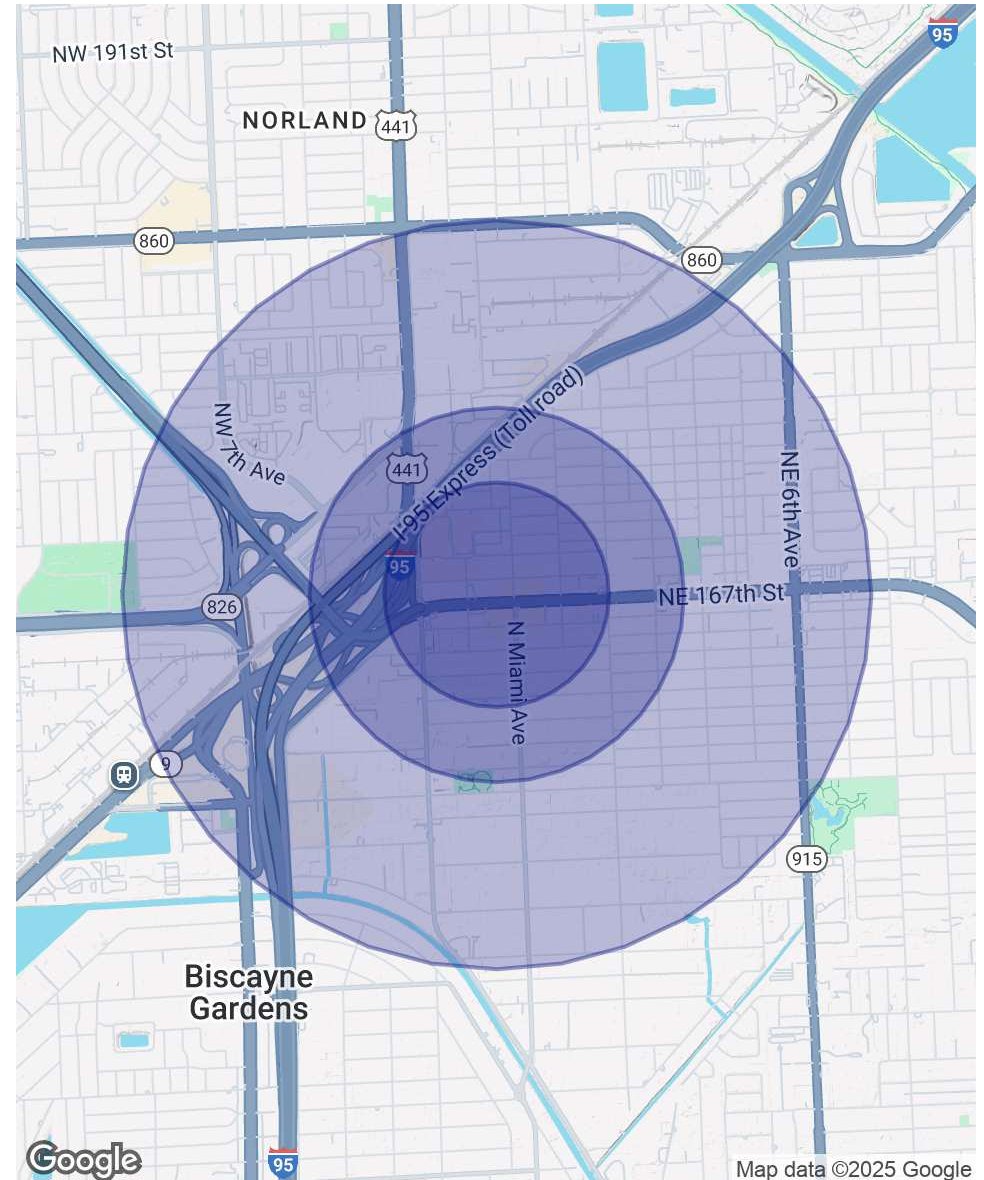 NW 191st St
95
NORLAND
441
860
860
NW 7th Ave
441
I-95 Express (Toll road)
NE 6th Ave
95
826
NE 167th St
N Miami Ave
9
915
Biscayne
Gardens
95
Google
Map data ©2025 Google